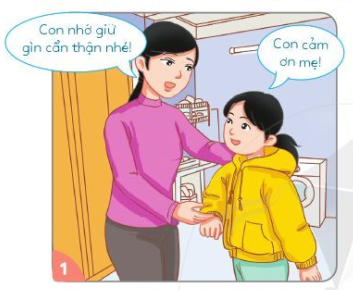 Con nhớ giữ
gìn cẩn thận nhé!
Con cảm
ơn mẹ!
1